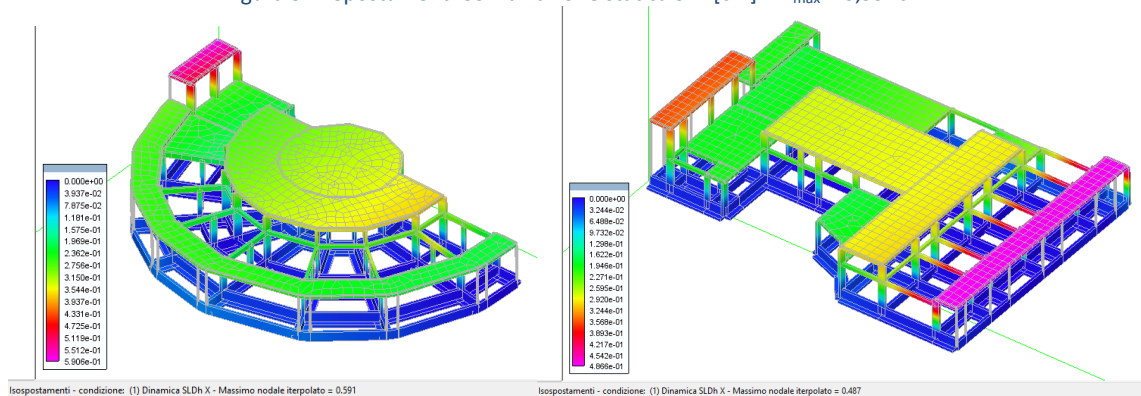 max
0.000e+00
3.937e-02
7.875e-02
1.181e-01
1.575e-01
1.969e-01
2.362e-01
2.756e-01
3.150e-01
3.544e-01
3.937e-01
4.331e-01
4.725e-01
5.119e-01
5.512e-01
5.906e-01
Isospostamenti - condizione: (1) Dinamica SLDh X - Massimo nodale iterpolato = 0.591
0.000e+00
3.244e-02
6.488e-02
9.732e-02
1.298e-01
1.622e-01
1.946e-01
2.271e-01
2.595e-01
2.920e-01
3.244e-01
3.568e-01
3.893e-01
4.217e-01
4.542e-01
4.866e-01
Isospostamenti - condizione: (1) Dinamica SLDh X - Massimo nodale iterpolato = 0.487